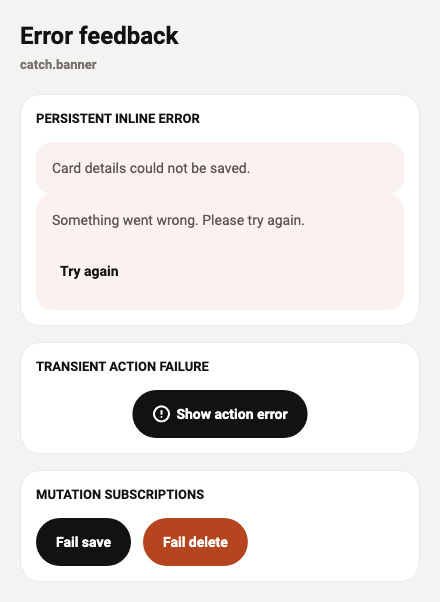 Error feedback
catch.banner
PERSISTENT INLINE ERROR
Card details could not be saved.
Something went wrong. Please try again.
Try again
TRANSIENT ACTION FAILURE
Show action error
MUTATION SUBSCRIPTIONS
Fail save
Fail delete